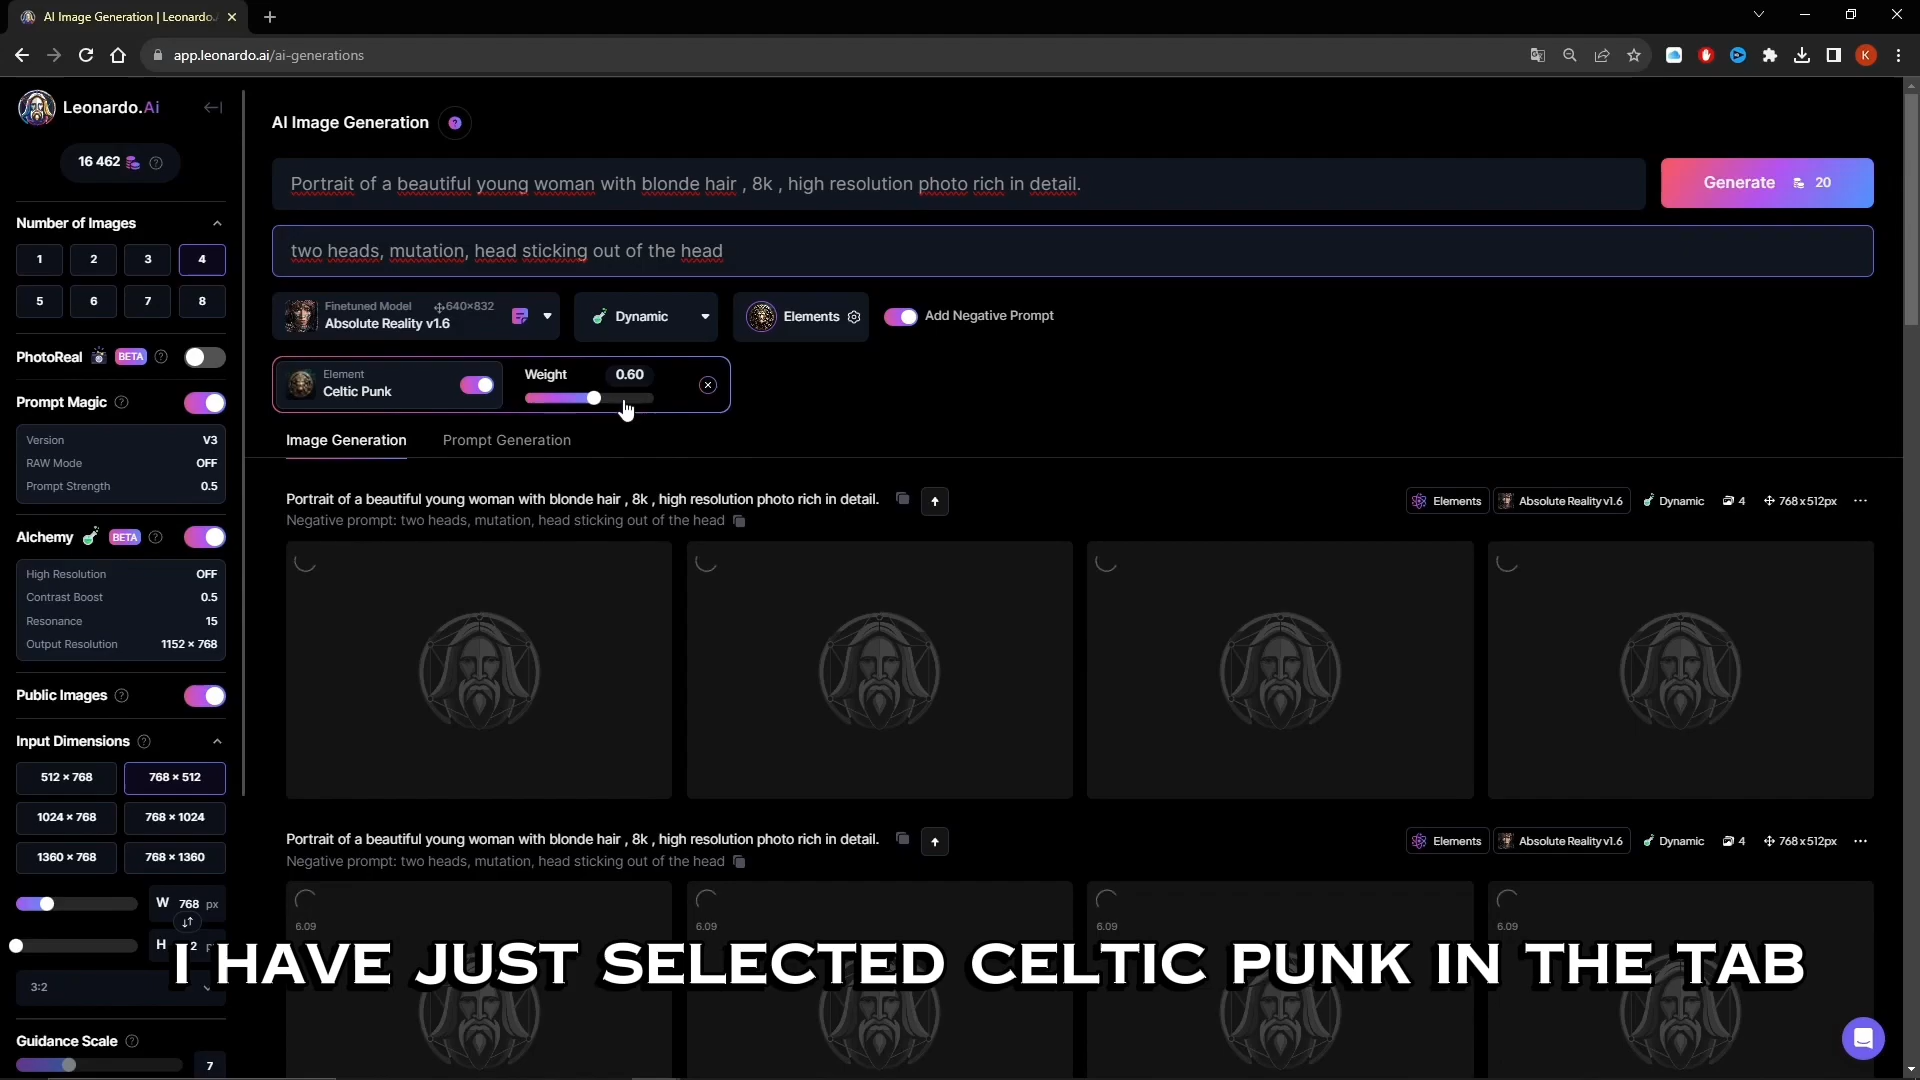 AI Image Generation | Leonardo.
app.leonardo.ai/ai-generations
K
Leonardo.Ai
16 462
Number of Images
1 2 3 4
5 6 7 8
PhotoReal BETA
Prompt Magic
Version V3
RAW Mode OFF
Prompt Strength 0.5
Alchemy BETA
High Resolution OFF
Contrast Boost 0.5
Resonance 15
Output Resolution 1152 × 768
Public Images
Input Dimensions
512 × 768 768 × 512
1024 × 768 768 × 1024
1360 × 768 768 × 1360
W 768 px
H
3:2
Guidance Scale
7
AI Image Generation
Portrait of a beautiful young woman with blonde hair , 8k , high resolution photo rich in detail.
Generate 20
two heads, mutation, head sticking out of the head
Finetuned Model 640×832
Absolute Reality v1.6
Dynamic
Elements
Add Negative Prompt
Element
Celtic Punk
Weight 0.60
Image Generation Prompt Generation
Portrait of a beautiful young woman with blonde hair , 8k , high resolution photo rich in detail.
Negative prompt: two heads, mutation, head sticking out of the head
Elements Absolute Reality v1.6 Dynamic 4 768 x 512px
Portrait of a beautiful young woman with blonde hair , 8k , high resolution photo rich in detail.
Negative prompt: two heads, mutation, head sticking out of the head
Elements Absolute Reality v1.6 Dynamic 4 768 x 512px
6.09 6.09 6.09 6.09
I HAVE JUST SELECTED CELTIC PUNK IN THE TAB